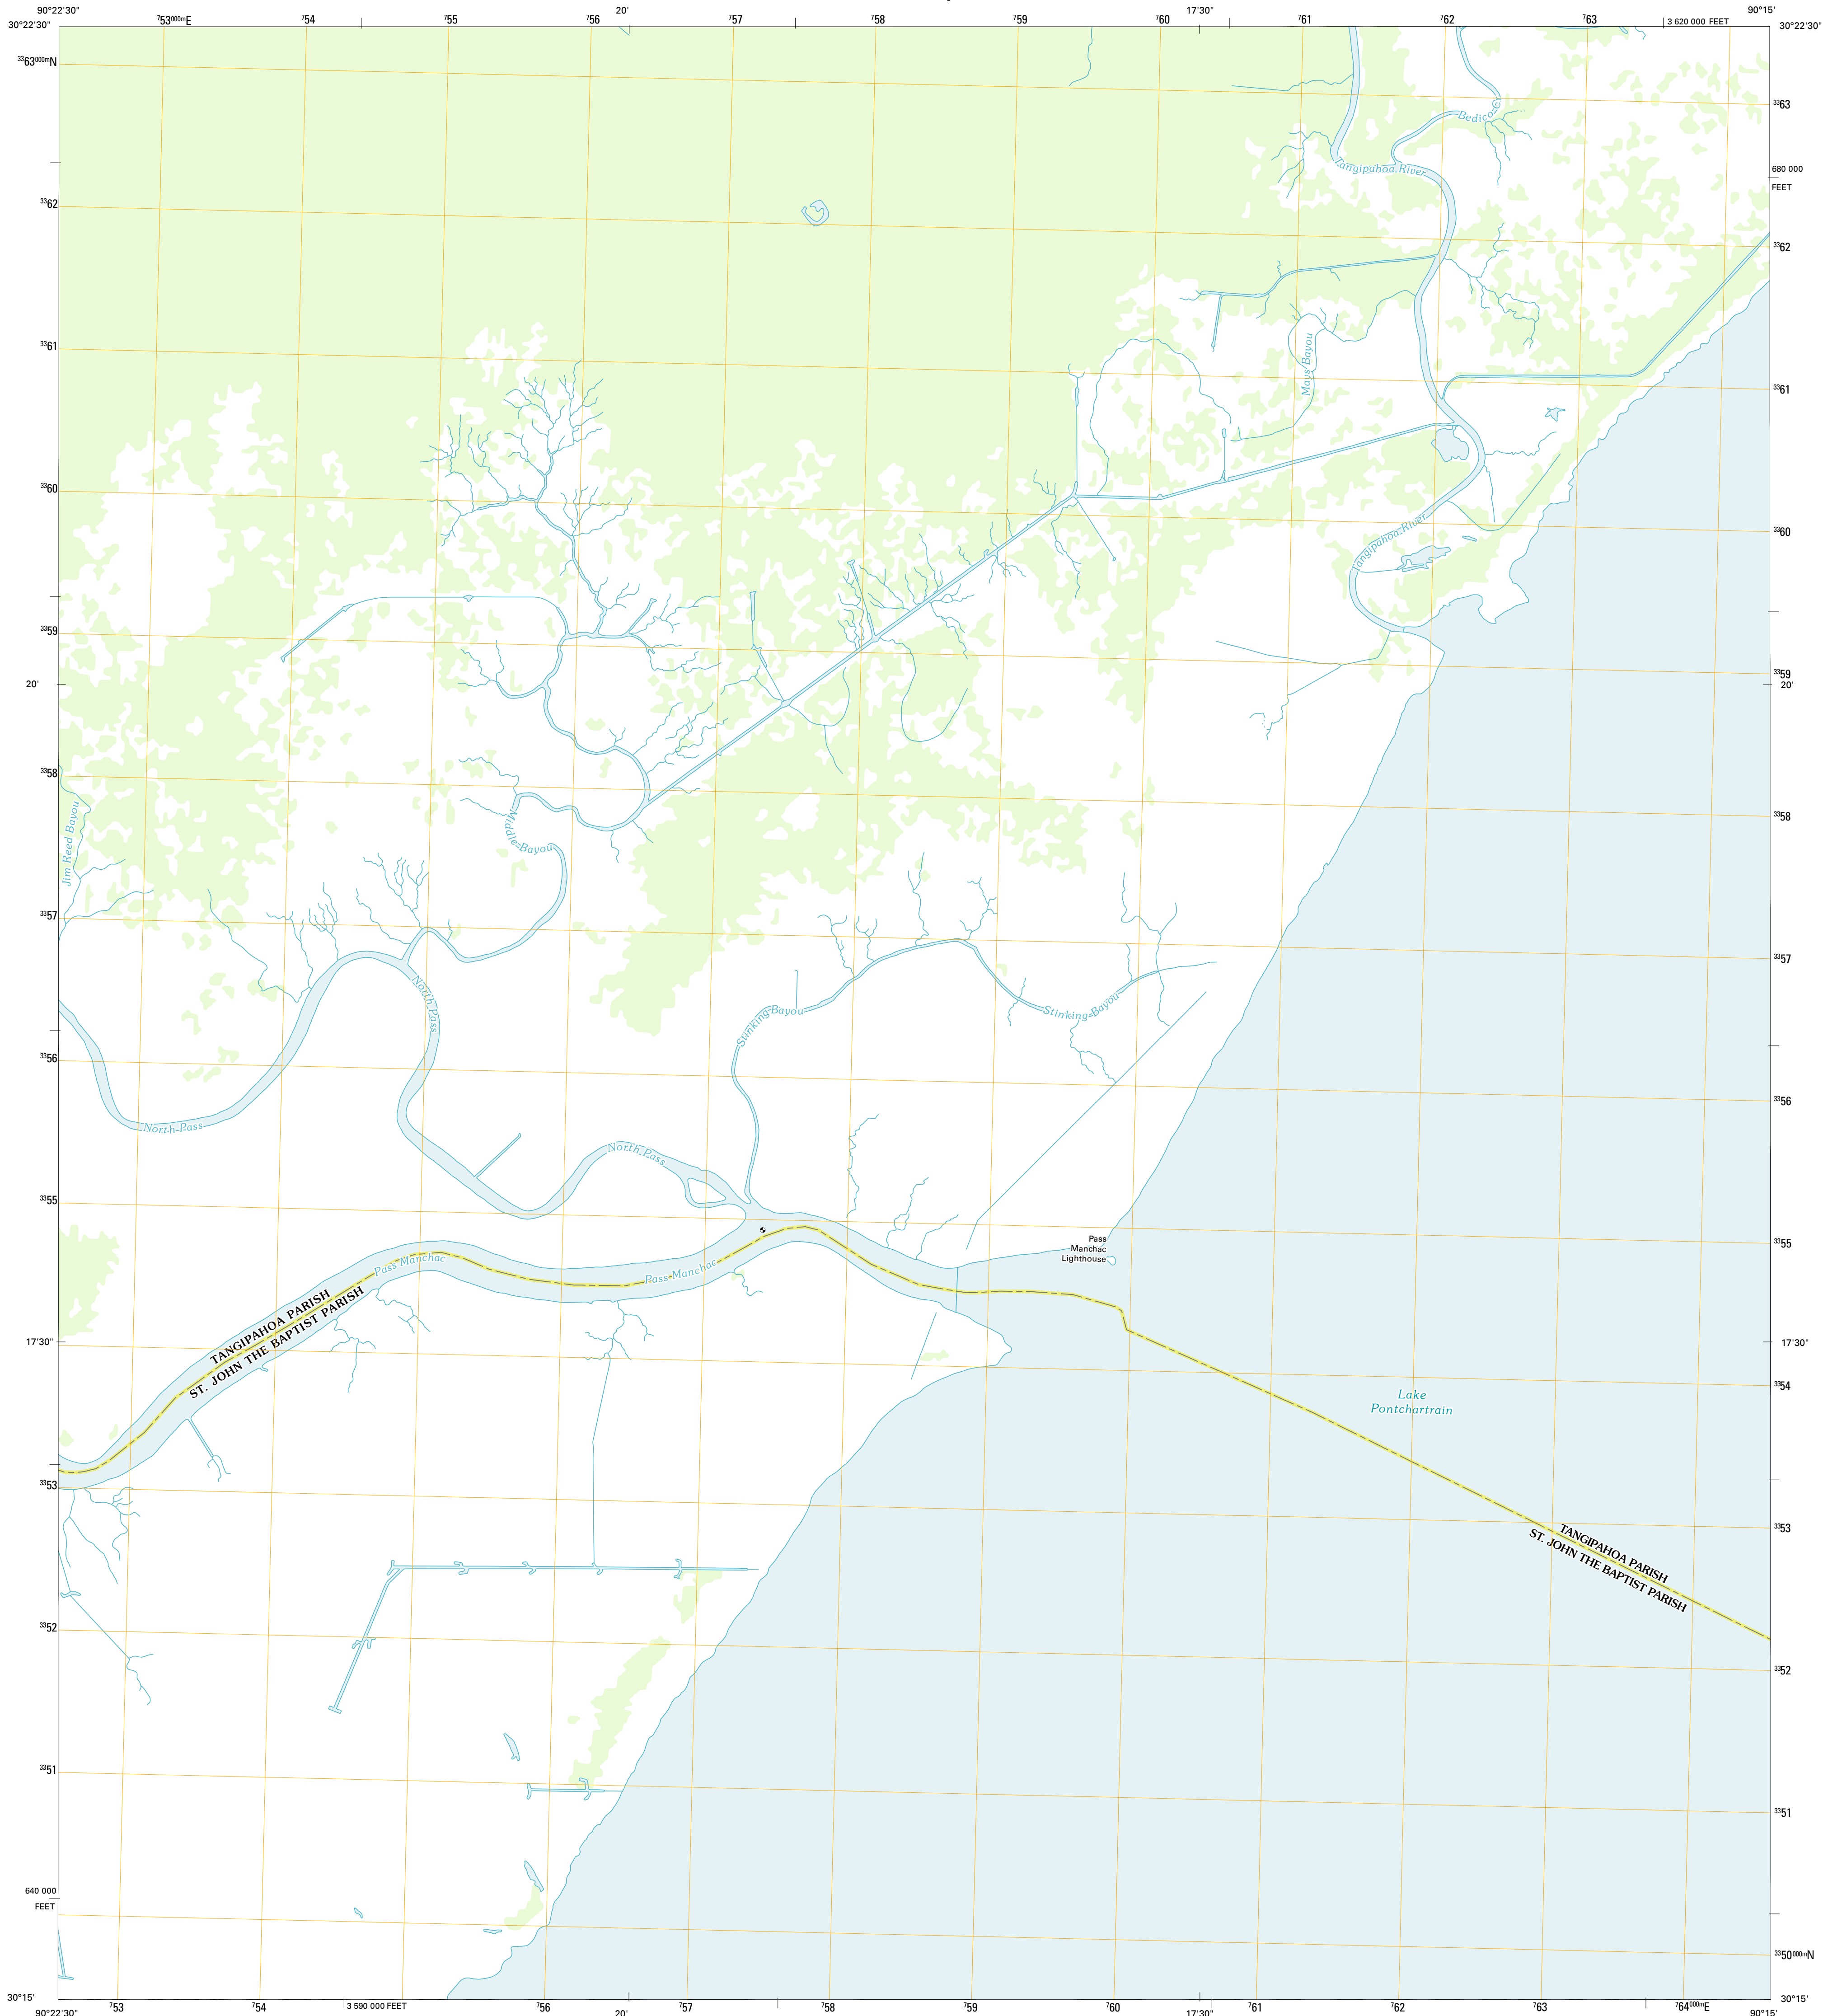 90°22'30"
⁷53⁰⁰⁰ᵐE
⁷54
⁷55
⁷56
20'
⁷57
⁷58
⁷59
⁷60
17'30"
⁷61
⁷62
⁷63
3 620 000 FEET
90°15'
30°22'30"
30°22'30"
³³63⁰⁰⁰ᵐN
³³63
Bedico Cr
Tangipahoa River
680 000
FEET
³³62
³³62
³³61
Mays Bayou
³³61
³³60
³³60
Tangipahoa River
³³59
³³59
20'
20'
³³58
³³58
Jim Reed Bayou
Middle Bayou
³³57
³³57
North Pass
Stinking Bayou
Stinking Bayou
³³56
³³56
North Pass
North Pass
³³55
³³55
Pass
Manchac
Lighthouse
Pass Manchac
Pass Manchac
TANGIPAHOA PARISH
ST. JOHN THE BAPTIST PARISH
17'30"
17'30"
³³54
Lake
Pontchartrain
³³53
³³53
TANGIPAHOA PARISH
ST. JOHN THE BAPTIST PARISH
³³52
³³52
³³51
³³51
640 000
FEET
³³50⁰⁰⁰ᵐN
30°15'
30°15'
90°22'30"
⁷53
⁷54
3 590 000 FEET
⁷56
20'
⁷57
⁷58
⁷59
⁷60
17'30"
⁷61
⁷62
⁷63
⁷64⁰⁰⁰ᵐE
90°15'